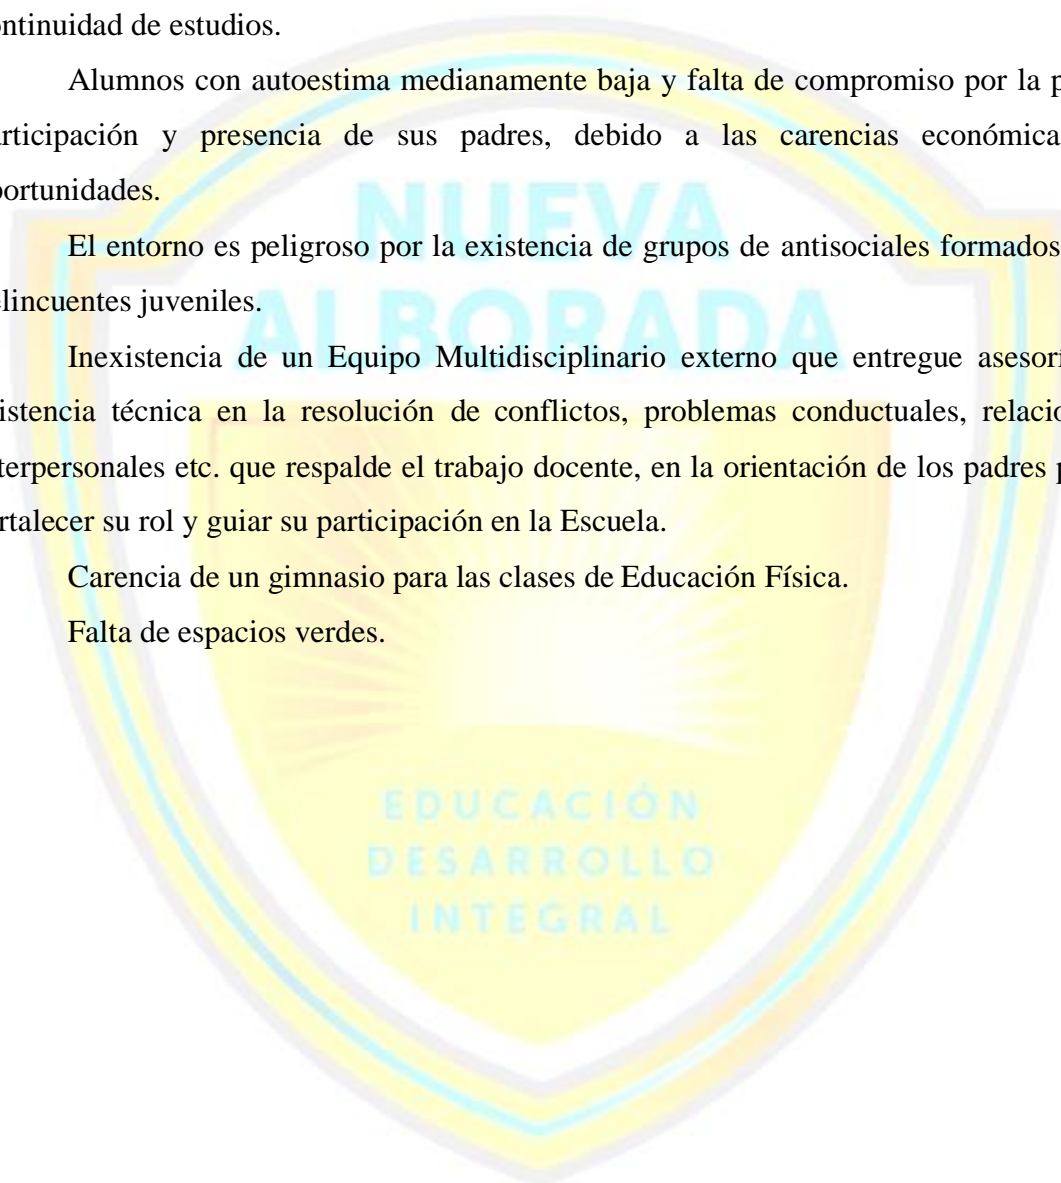 ontinuidad de estudios.
Alumnos con autoestima medianamente baja y falta de compromiso por la p
rticipación y presencia de sus padres, debido a las carencias económica
portunidades.
El entorno es peligroso por la existencia de grupos de antisociales formados
lincuentes juveniles.
Inexistencia de un Equipo Multidisciplinario externo que entregue asesorí
istencia técnica en la resolución de conflictos, problemas conductuales, relacio
terpersonales etc. que respalde el trabajo docente, en la orientación de los padres p
rtalecer su rol y guiar su participación en la Escuela.
Carencia de un gimnasio para las clases de Educación Física.
Falta de espacios verdes.
NUEVA
ALBORADA
EDUCACIÓN
DESARROLLO
INTEGRAL